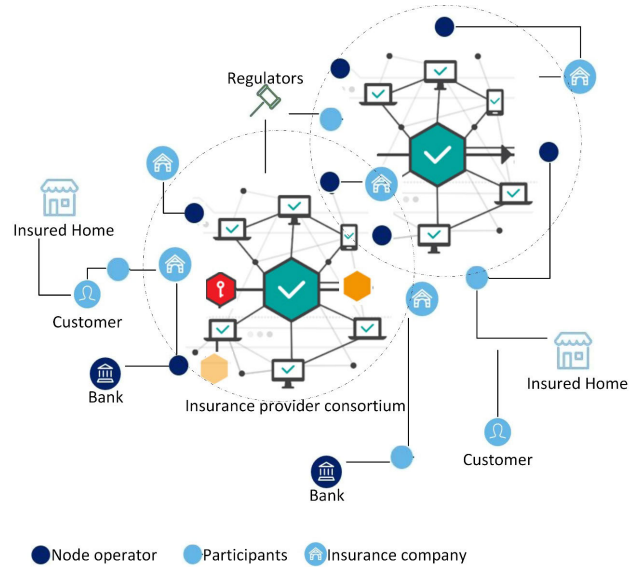 Regulators
Insured Home
Customer
Bank
Insurance provider consortium
Insured Home
Customer
Bank
Node operator
Participants
Insurance company